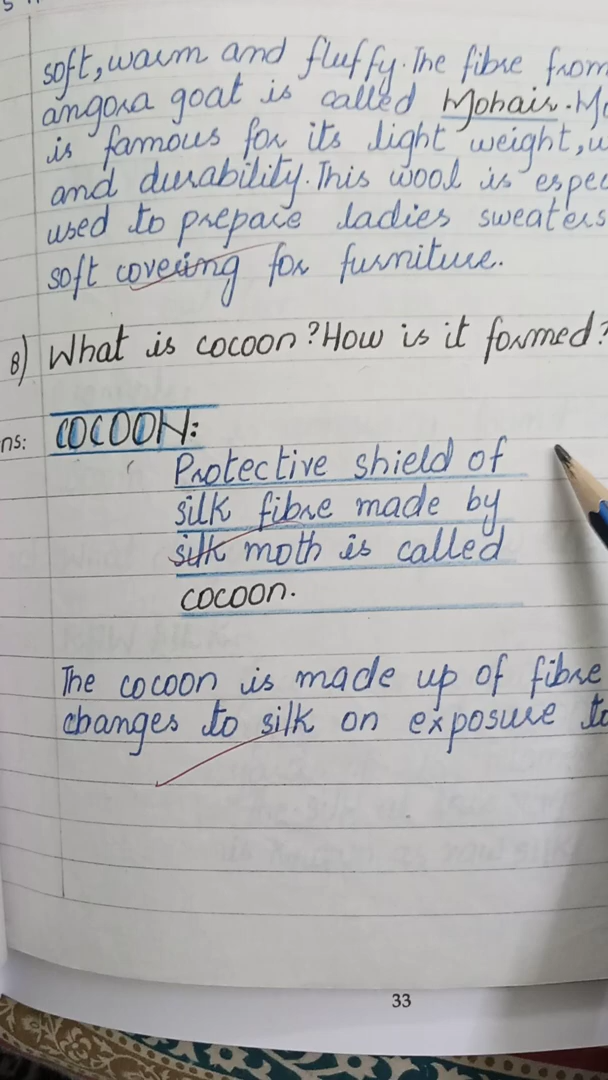 soft, warm and fluffy. The fibre from
angora goat is called Mohair.
is famous for its light weight,
and durability. This wool is
used to prepare ladies sweaters
soft covering for furniture.
8) What is cocoon? How is it formed?
ns: COCOON:
Protective shield of
silk fibre made by
silk moth is called
cocoon.
The cocoon is made up of fibre
changes to silk on exposure to
33